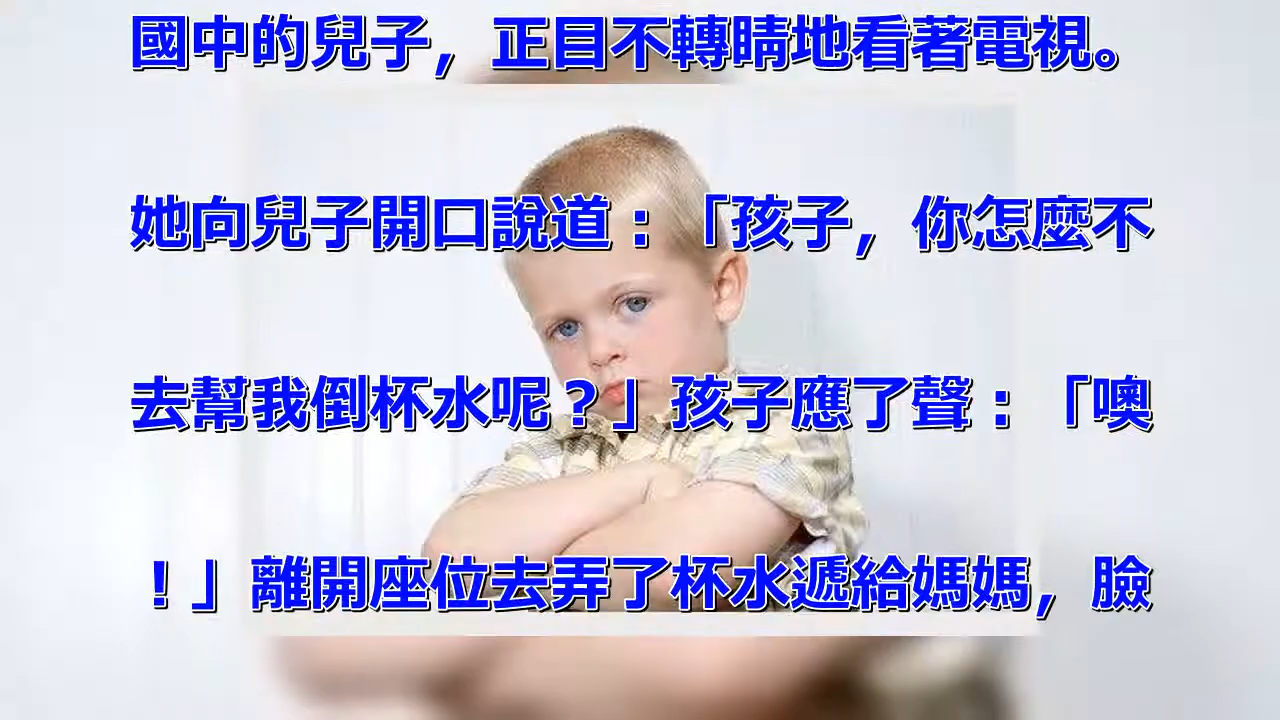 國中的兒子，正目不轉睛地看著電視。
她向兒子開口說道：「孩子，你怎麼不
去幫我倒杯水呢？」孩子應了聲：「噢
！」離開座位去弄了杯水遞給媽媽，臉